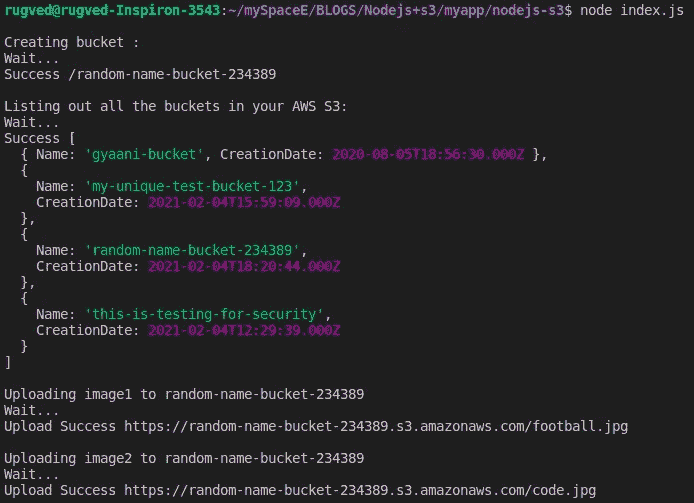 rugved@rugved-Inspiron-3543:~/mySpaceE/BLOGS/Nodejs+s3/myapp/nodejs-s3$ node index.js
Creating bucket :
Wait...
Success /random-name-bucket-234389
Listing out all the buckets in your AWS S3:
Wait...
Success [
{ Name: 'gyaani-bucket', CreationDate: 2020-08-05T18:56:30.000Z },
{
Name: 'my-unique-test-bucket-123',
CreationDate: 2021-02-04T15:59:09.000Z
},
{
Name: 'random-name-bucket-234389',
CreationDate: 2021-02-04T18:20:44.000Z
},
{
Name: 'this-is-testing-for-security',
CreationDate: 2021-02-04T12:29:39.000Z
}
]
Uploading image1 to random-name-bucket-234389
Wait...
Upload Success https://random-name-bucket-234389.s3.amazonaws.com/football.jpg
Uploading image2 to random-name-bucket-234389
Wait...
Upload Success https://random-name-bucket-234389.s3.amazonaws.com/code.jpg